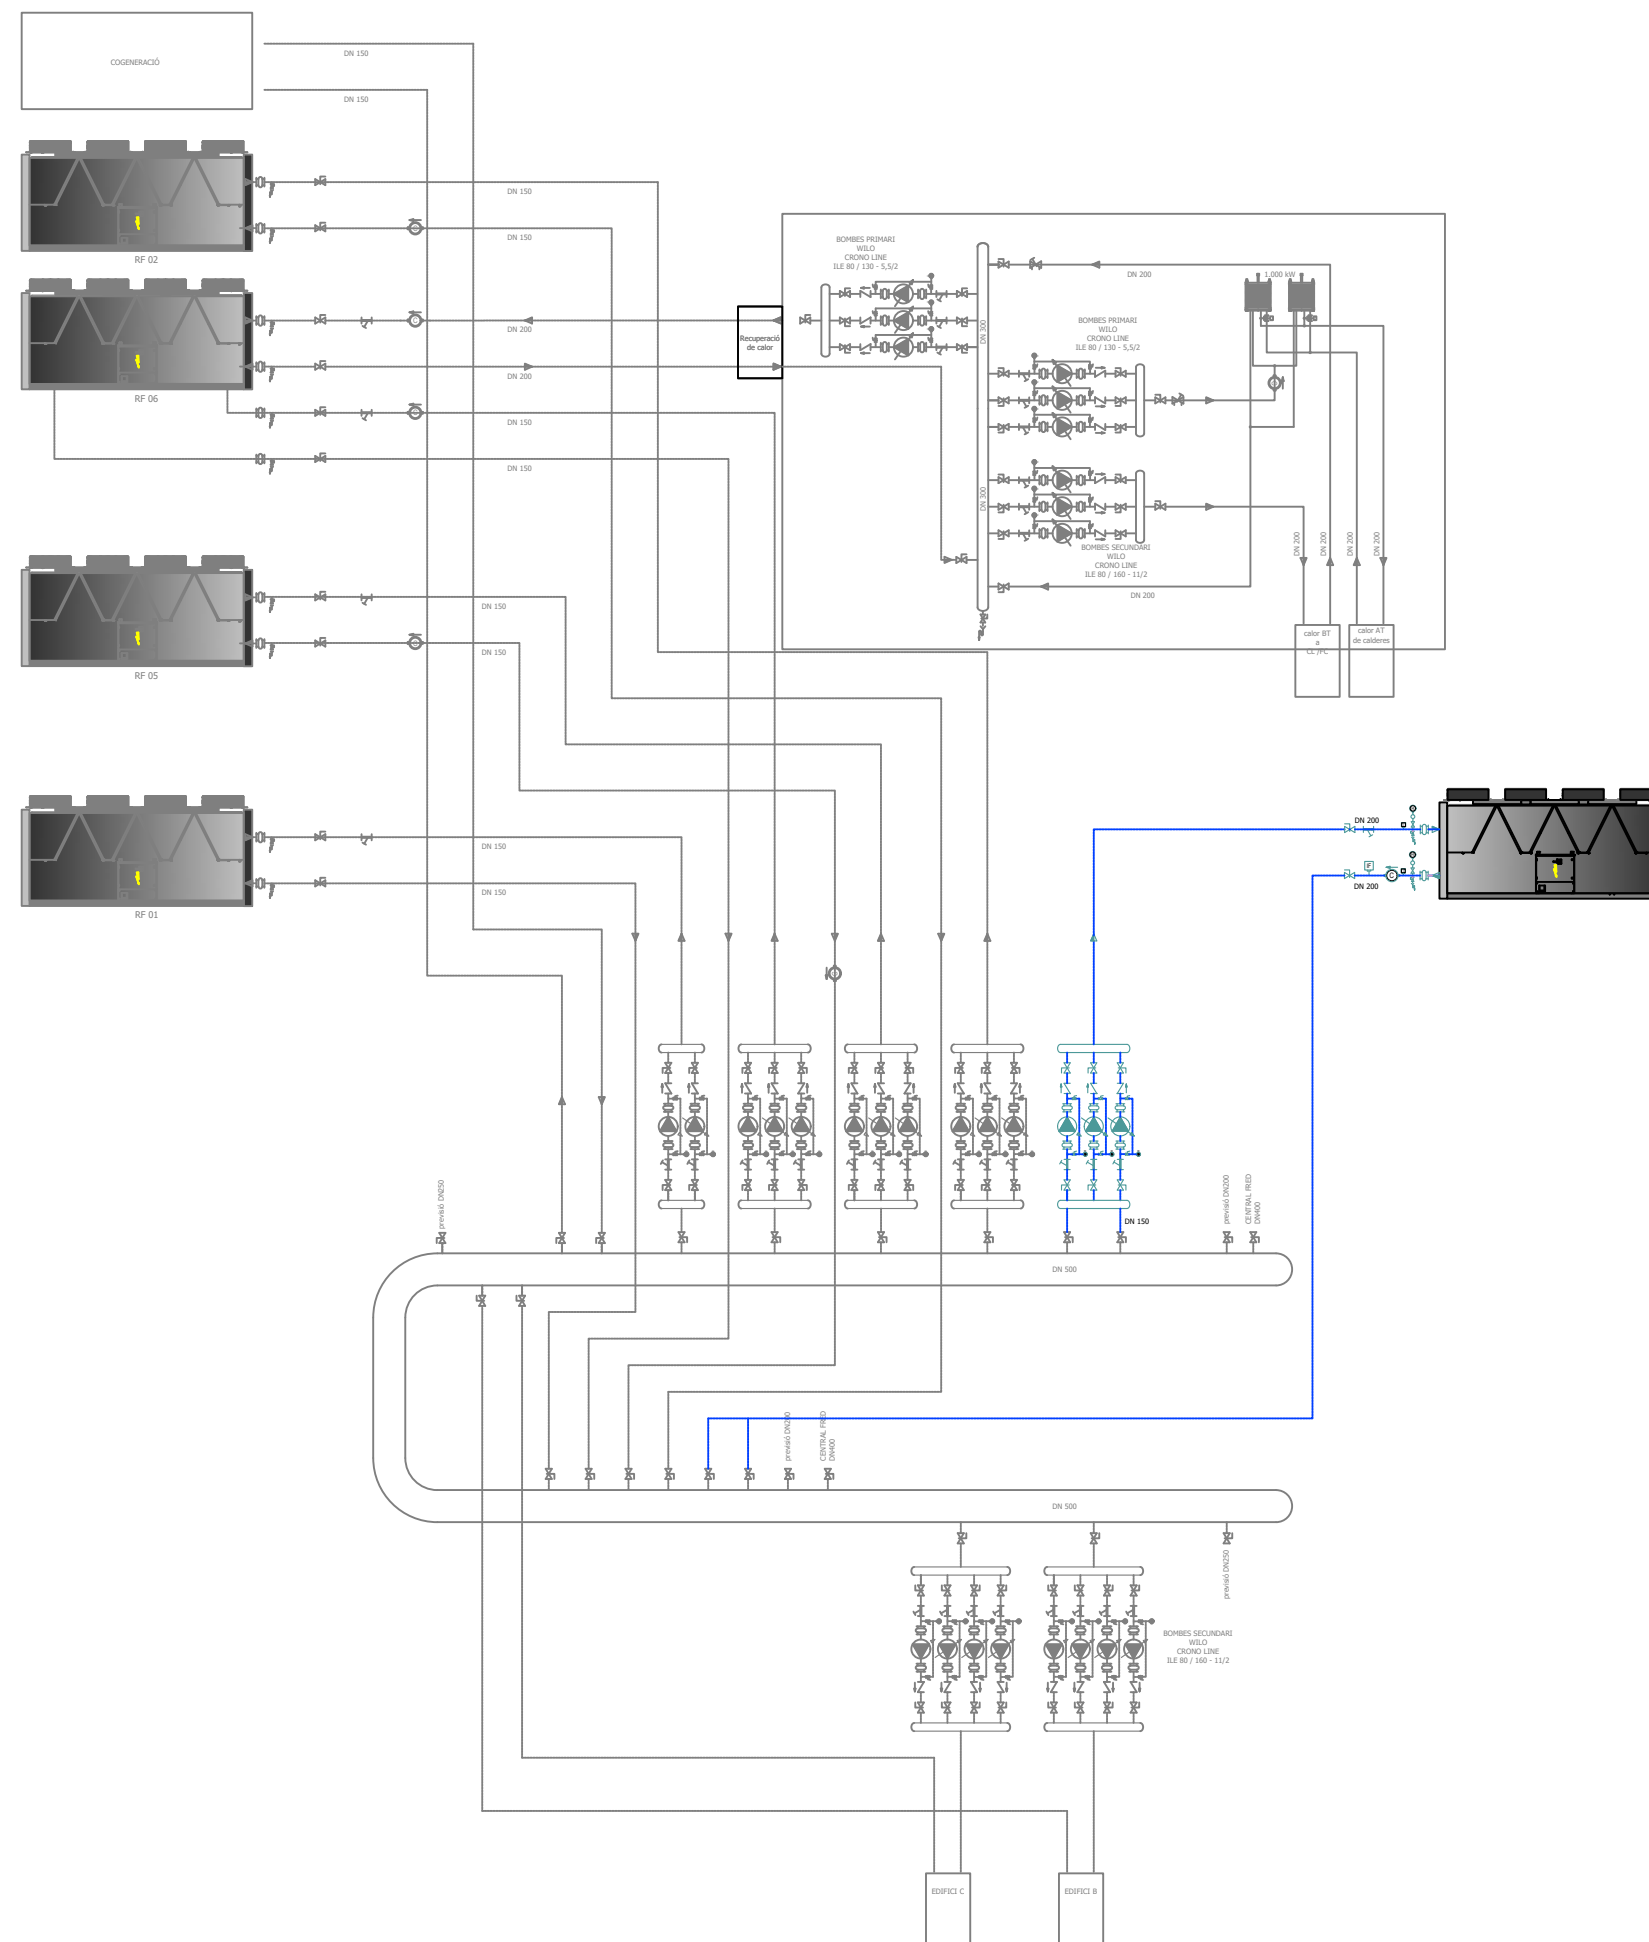 COGENERACIÓ
DN 150
DN 150
DN 150
DN 150
RF 02
DN 200
DN 200
RF 06
DN 150
DN 150
Recuperació
de calor
BOMBES PRIMARI
WILO
CRONO LINE
ILE 80 / 130 - 5,5/2
DN 300
DN 200
1.000 kW
BOMBES PRIMARI
WILO
CRONO LINE
ILE 80 / 130 - 5,5/2
DN 300
BOMBES SECUNDARI
WILO
CRONO LINE
ILE 80 / 160 - 11/2
DN 200
DN 200
DN 200
DN 200
DN 200
calor BT
a
CL /FC
calor AT
de calderes
DN 150
DN 150
RF 05
DN 150
DN 150
RF 01
DN 200
F
C
DN 200
previsió DN250
DN 150
previsió DN200
CENTRAL FRED
DN400
DN 500
previsió DN200
CENTRAL FRED
DN400
DN 500
previsió DN250
BOMBES SECUNDARI
WILO
CRONO LINE
ILE 80 / 160 - 11/2
EDIFICI C
EDIFICI B